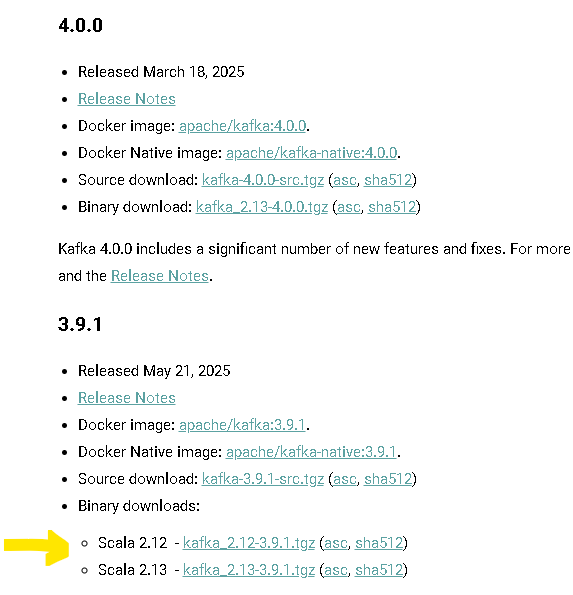 4.0.0
Released March 18, 2025
Release Notes
Docker image: apache/kafka:4.0.0.
Docker Native image: apache/kafka-native:4.0.0.
Source download: kafka-4.0.0-src.tgz (asc, sha512)
Binary download: kafka_2.13-4.0.0.tgz (asc, sha512)
Kafka 4.0.0 includes a significant number of new features and fixes. For more
and the Release Notes.
3.9.1
Released May 21, 2025
Release Notes
Docker image: apache/kafka:3.9.1.
Docker Native image: apache/kafka-native:3.9.1.
Source download: kafka-3.9.1-src.tgz (asc, sha512)
Binary downloads:
Scala 2.12 - kafka_2.12-3.9.1.tgz (asc, sha512)
Scala 2.13 - kafka_2.13-3.9.1.tgz (asc, sha512)